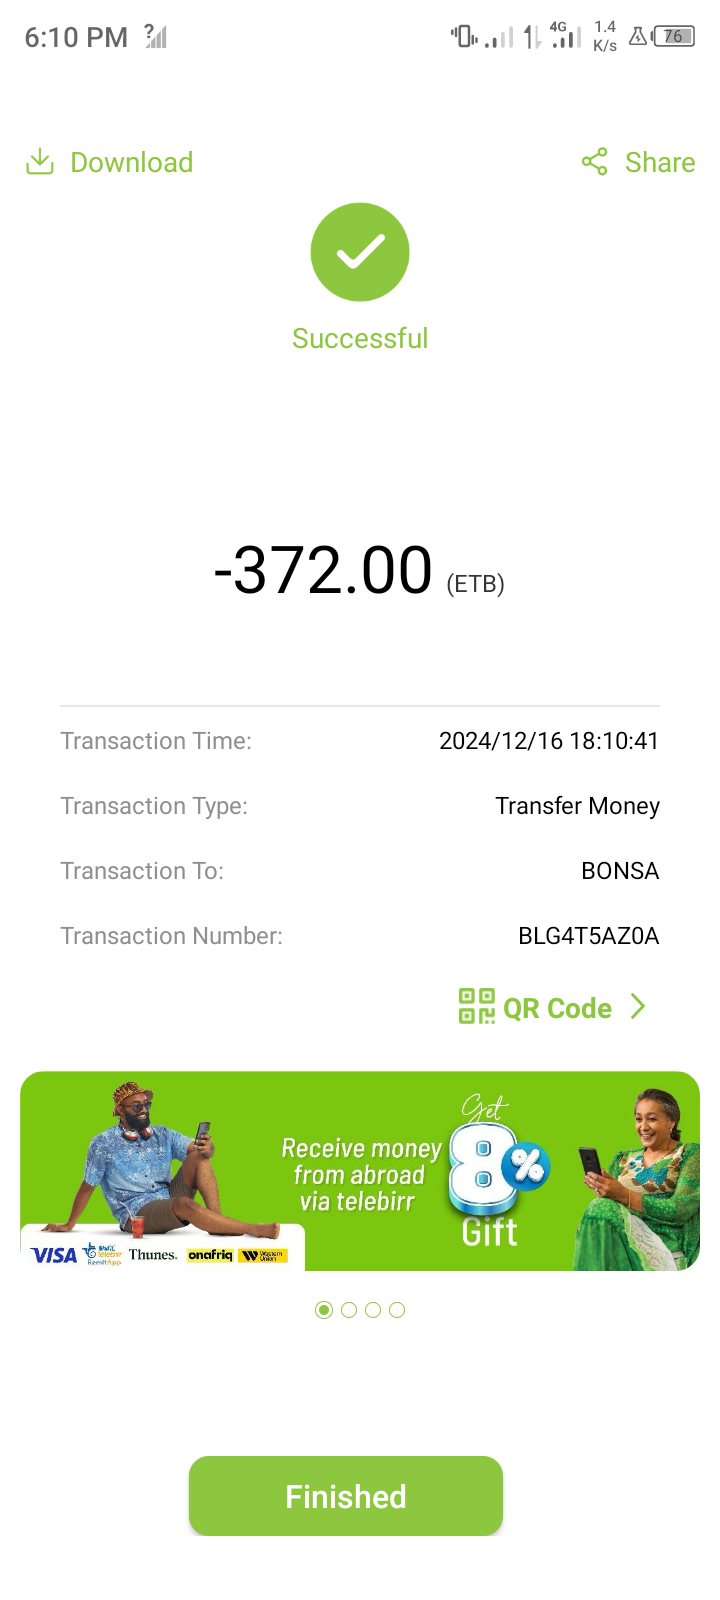 6:10 PM ? 4G 1.4 K/s 76
Download Share
Successful
-372.00 (ETB)
Transaction Time: 2024/12/16 18:10:41
Transaction Type: Transfer Money
Transaction To: BONSA
Transaction Number: BLG4T5AZ0A
QR Code
Receive money
from abroad
via telebirr
Get
8%
Gift
VISA telebirr RemitApp Thunes. onafriq Western Union
Finished